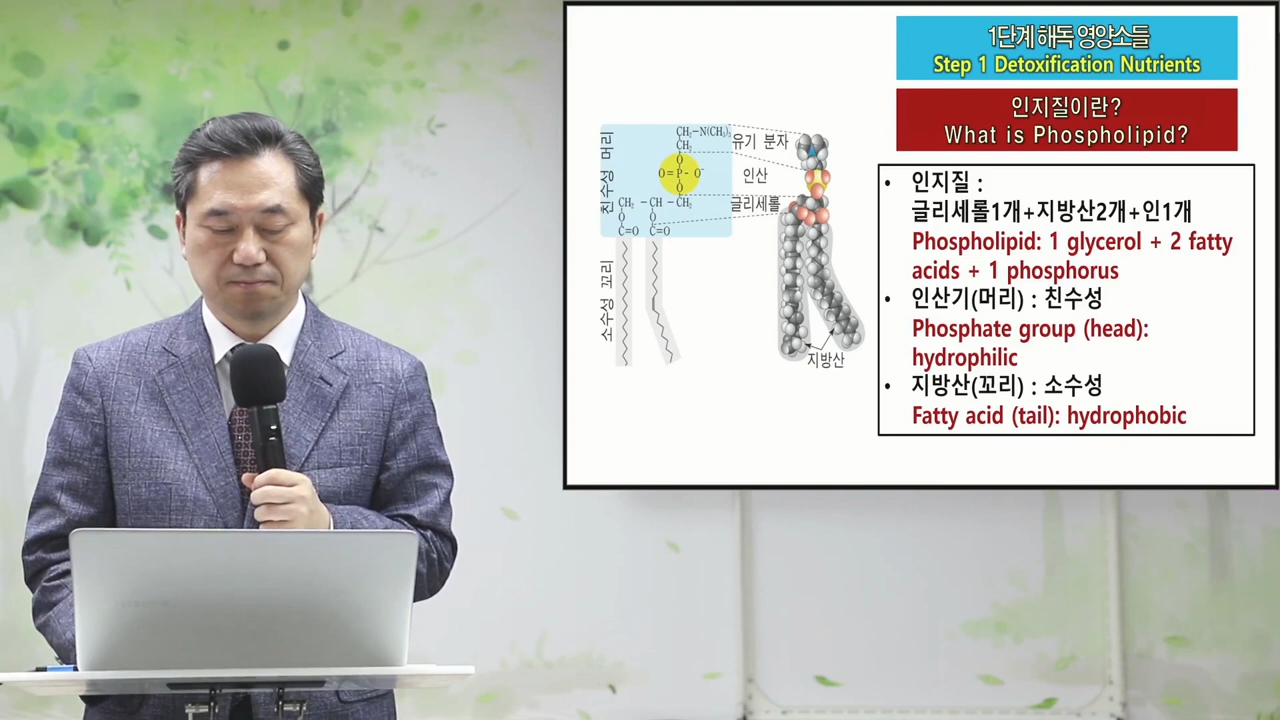 1단계 해독 영양소들
Step 1 Detoxification Nutrients
인지질이란?
What is Phospholipid?
친수성 머리
소수성 꼬리
CH₂-N(CH₃)₃
CH₂
O
O=P-O⁻
O
CH₂ -CH -CH₂
O O
C=O C=O
유기 분자
인산
글리세롤
지방산
• 인지질 :
글리세롤1개+지방산2개+인1개
Phospholipid: 1 glycerol + 2 fatty
acids + 1 phosphorus
• 인산기(머리) : 친수성
Phosphate group (head):
hydrophilic
• 지방산(꼬리) : 소수성
Fatty acid (tail): hydrophobic